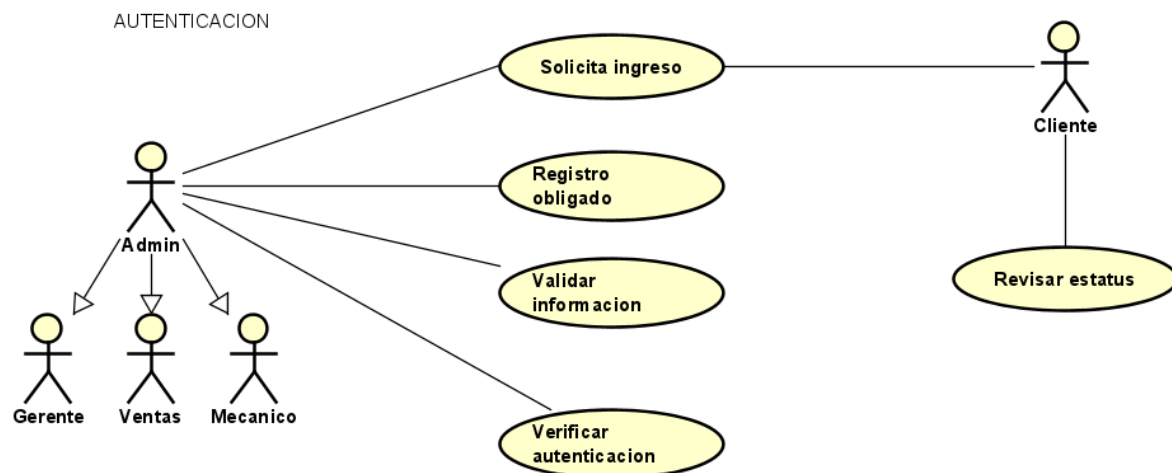 AUTENTICACION
Solicita ingreso
Cliente
Registro
obligado
Admin
Validar
informacion
Revisar estatus
Gerente
Ventas
Mecanico
Verificar
autenticacion